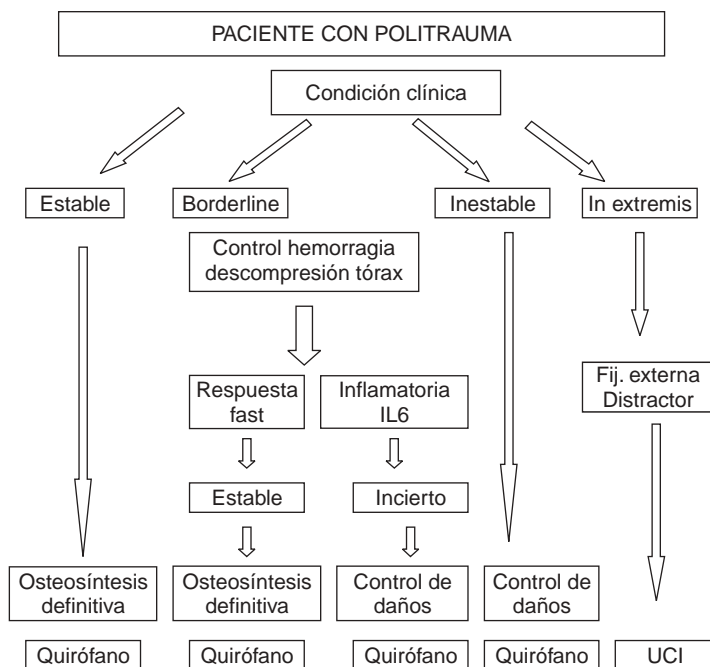 PACIENTE CON POLITRAUMA
Condición clínica
Estable
Borderline
Inestable
In extremis
Control hemorragia
descompresión tórax
Respuesta
fast
Inflamatoria
IL6
Fij. externa
Distractor
Estable
Incierto
Osteosíntesis
definitiva
Osteosíntesis
definitiva
Control de
daños
Control de
daños
Quirófano
Quirófano
Quirófano
Quirófano
UCI